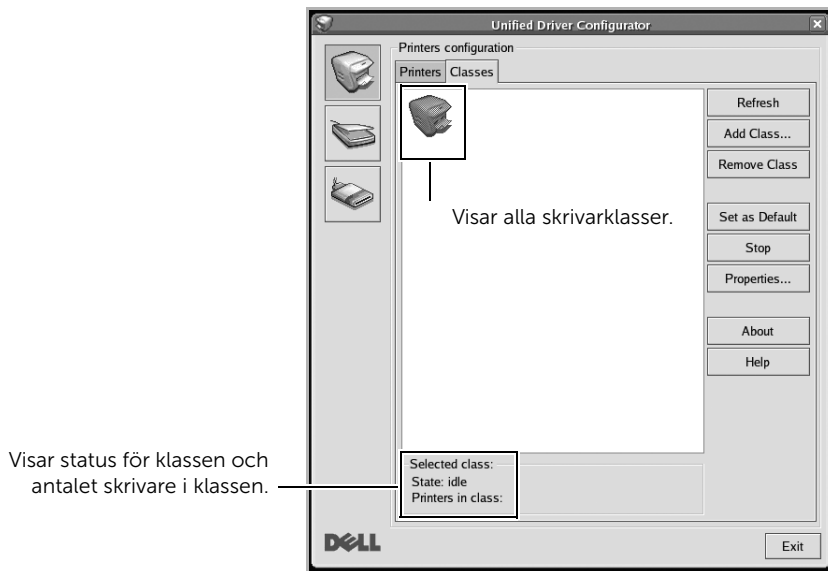 Unified Driver Configurator
Printers configuration
Printers Classes
Refresh
Add Class...
Remove Class
Visar alla skrivarklasser.
Set as Default
Stop
Properties...
About
Help
Visar status för klassen och
antalet skrivare i klassen.
Selected class:
State: idle
Printers in class:
DELL
Exit